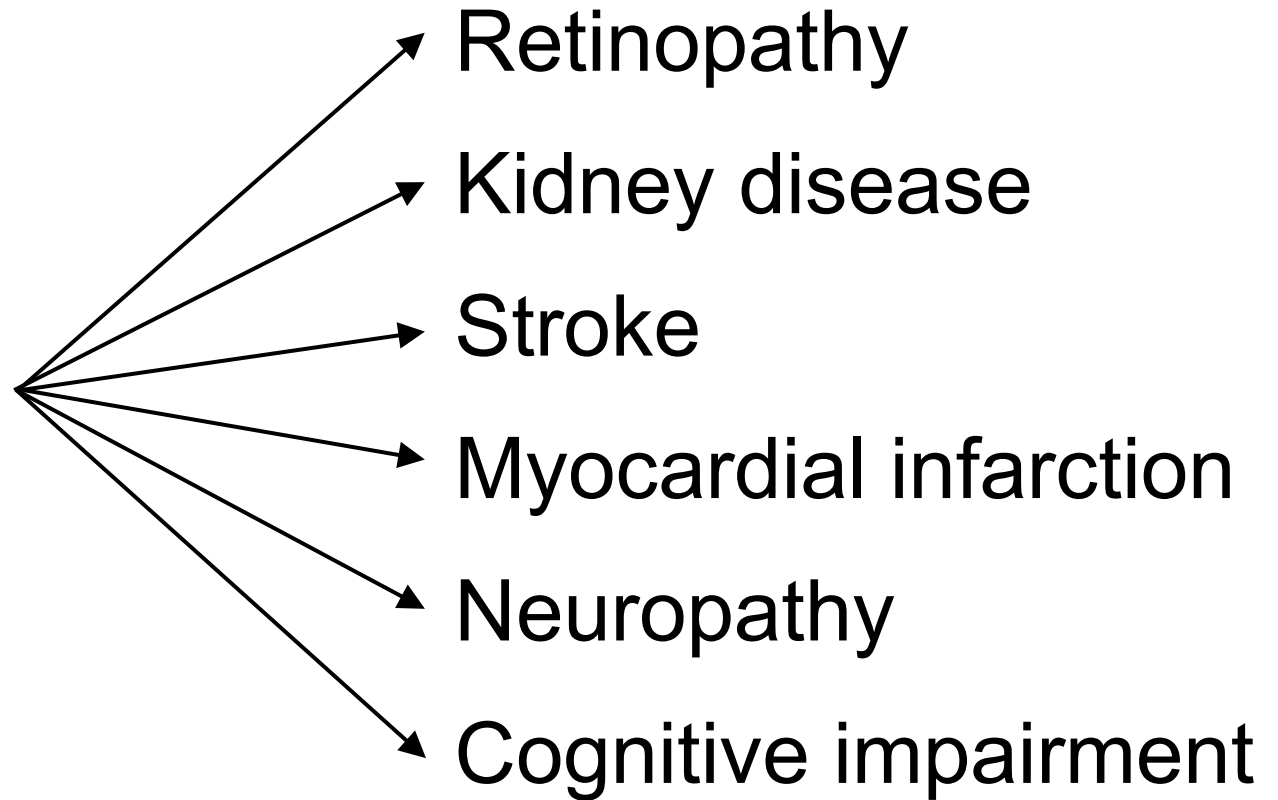 Retinopathy
Kidney disease
Stroke
Myocardial infarction
Neuropathy
Cognitive impairment